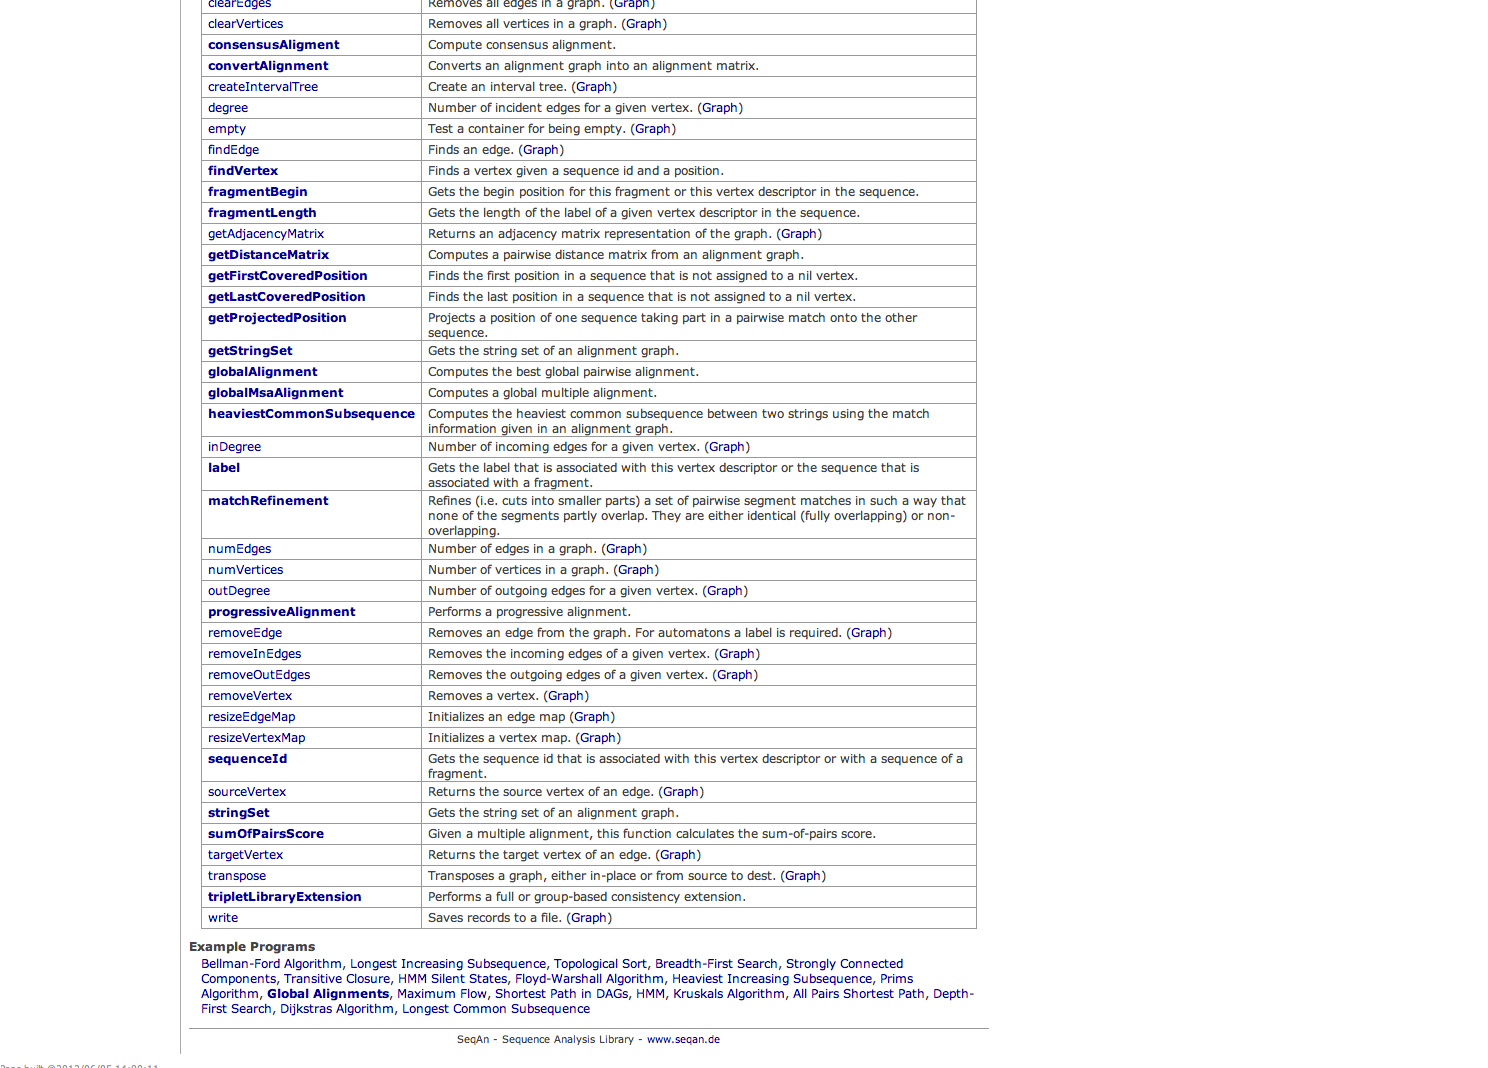 clearEdges Removes all edges in a graph. (Graph)
clearVertices Removes all vertices in a graph. (Graph)
consensusAligment Compute consensus alignment.
convertAlignment Converts an alignment graph into an alignment matrix.
createIntervalTree Create an interval tree. (Graph)
degree Number of incident edges for a given vertex. (Graph)
empty Test a container for being empty. (Graph)
findEdge Finds an edge. (Graph)
findVertex Finds a vertex given a sequence id and a position.
fragmentBegin Gets the begin position for this fragment or this vertex descriptor in the sequence.
fragmentLength Gets the length of the label of a given vertex descriptor in the sequence.
getAdjacencyMatrix Returns an adjacency matrix representation of the graph. (Graph)
getDistanceMatrix Computes a pairwise distance matrix from an alignment graph.
getFirstCoveredPosition Finds the first position in a sequence that is not assigned to a nil vertex.
getLastCoveredPosition Finds the last position in a sequence that is not assigned to a nil vertex.
getProjectedPosition Projects a position of one sequence taking part in a pairwise match onto the other
sequence.
getStringSet Gets the string set of an alignment graph.
globalAlignment Computes the best global pairwise alignment.
globalMsaAlignment Computes a global multiple alignment.
heaviestCommonSubsequence Computes the heaviest common subsequence between two strings using the match
information given in an alignment graph.
inDegree Number of incoming edges for a given vertex. (Graph)
label Gets the label that is associated with this vertex descriptor or the sequence that is
associated with a fragment.
matchRefinement Refines (i.e. cuts into smaller parts) a set of pairwise segment matches in such a way that
none of the segments partly overlap. They are either identical (fully overlapping) or non-
overlapping.
numEdges Number of edges in a graph. (Graph)
numVertices Number of vertices in a graph. (Graph)
outDegree Number of outgoing edges for a given vertex. (Graph)
progressiveAlignment Performs a progressive alignment.
removeEdge Removes an edge from the graph. For automatons a label is required. (Graph)
removeInEdges Removes the incoming edges of a given vertex. (Graph)
removeOutEdges Removes the outgoing edges of a given vertex. (Graph)
removeVertex Removes a vertex. (Graph)
resizeEdgeMap Initializes an edge map (Graph)
resizeVertexMap Initializes a vertex map. (Graph)
sequenceId Gets the sequence id that is associated with this vertex descriptor or with a sequence of a
fragment.
sourceVertex Returns the source vertex of an edge. (Graph)
stringSet Gets the string set of an alignment graph.
sumOfPairsScore Given a multiple alignment, this function calculates the sum-of-pairs score.
targetVertex Returns the target vertex of an edge. (Graph)
transpose Transposes a graph, either in-place or from source to dest. (Graph)
tripletLibraryExtension Performs a full or group-based consistency extension.
write Saves records to a file. (Graph)
Example Programs
Bellman-Ford Algorithm, Longest Increasing Subsequence, Topological Sort, Breadth-First Search, Strongly Connected
Components, Transitive Closure, HMM Silent States, Floyd-Warshall Algorithm, Heaviest Increasing Subsequence, Prims
Algorithm, Global Alignments, Maximum Flow, Shortest Path in DAGs, HMM, Kruskals Algorithm, All Pairs Shortest Path, Depth-
First Search, Dijkstras Algorithm, Longest Common Subsequence
SeqAn - Sequence Analysis Library - www.seqan.de